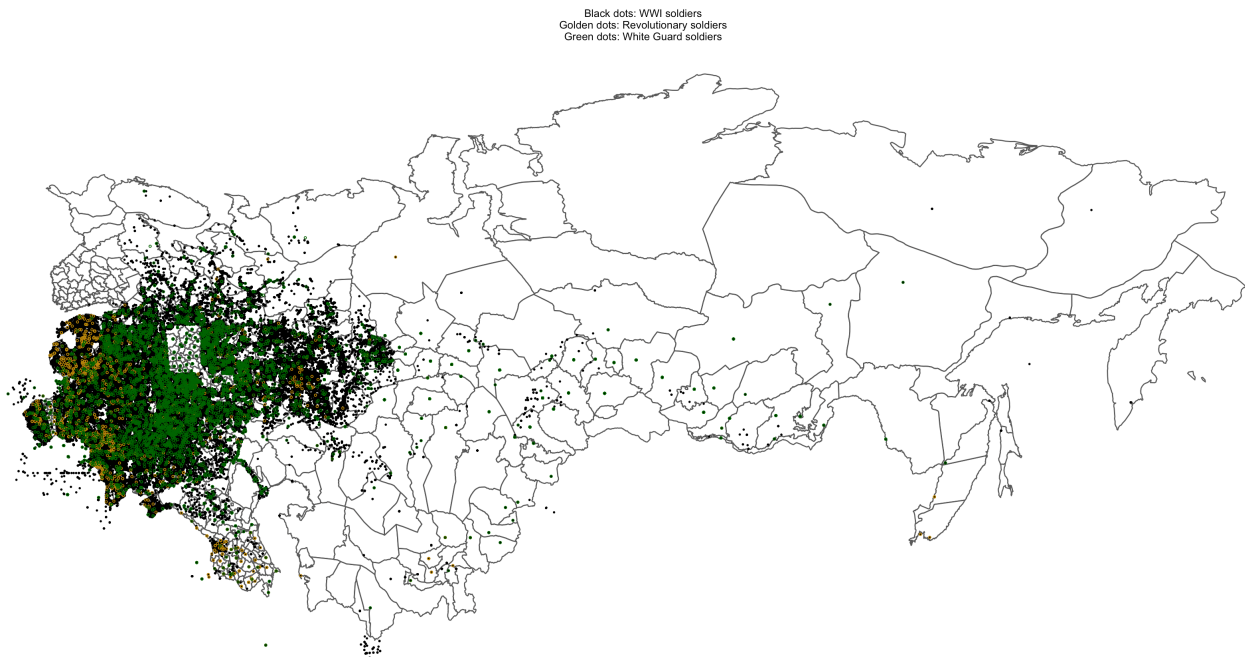 Black dots: WWI soldiers
Golden dots: Revolutionary soldiers
Green dots: White Guard soldiers